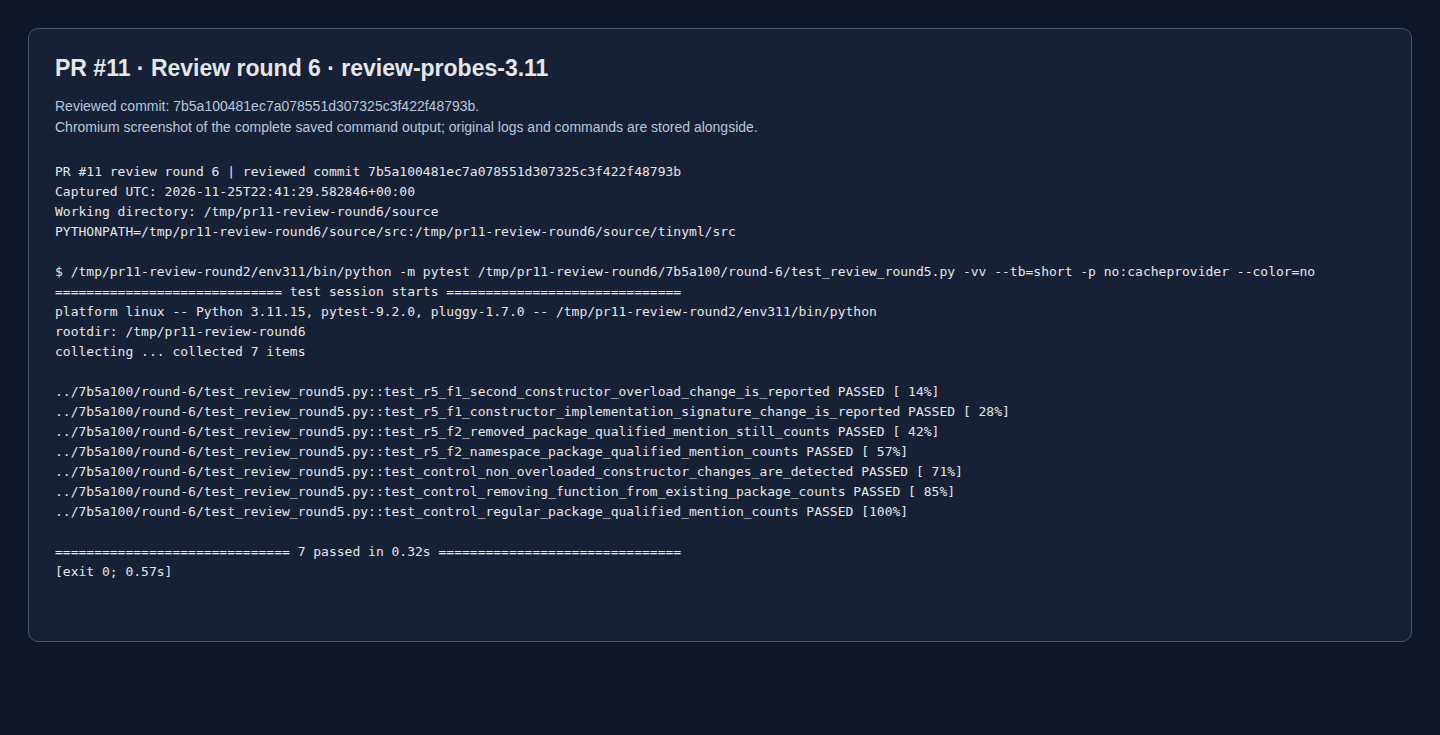 PR #11 · Review round 6 · review-probes-3.11
Reviewed commit: 7b5a100481ec7a078551d307325c3f422f48793b.
Chromium screenshot of the complete saved command output; original logs and commands are stored alongside.
PR #11 review round 6 | reviewed commit 7b5a100481ec7a078551d307325c3f422f48793b
Captured UTC: 2026-11-25T22:41:29.582846+00:00
Working directory: /tmp/pr11-review-round6/source
PYTHONPATH=/tmp/pr11-review-round6/source/src:/tmp/pr11-review-round6/source/tinyml/src
$ /tmp/pr11-review-round2/env311/bin/python -m pytest /tmp/pr11-review-round6/7b5a100/round-6/test_review_round5.py -vv --tb=short -p no:cacheprovider --color=no
============================= test session starts ==============================
platform linux -- Python 3.11.15, pytest-9.2.0, pluggy-1.7.0 -- /tmp/pr11-review-round2/env311/bin/python
rootdir: /tmp/pr11-review-round6
collecting ... collected 7 items
../7b5a100/round-6/test_review_round5.py::test_r5_f1_second_constructor_overload_change_is_reported PASSED [ 14%]
../7b5a100/round-6/test_review_round5.py::test_r5_f1_constructor_implementation_signature_change_is_reported PASSED [ 28%]
../7b5a100/round-6/test_review_round5.py::test_r5_f2_removed_package_qualified_mention_still_counts PASSED [ 42%]
../7b5a100/round-6/test_review_round5.py::test_r5_f2_namespace_package_qualified_mention_counts PASSED [ 57%]
../7b5a100/round-6/test_review_round5.py::test_control_non_overloaded_constructor_changes_are_detected PASSED [ 71%]
../7b5a100/round-6/test_review_round5.py::test_control_removing_function_from_existing_package_counts PASSED [ 85%]
../7b5a100/round-6/test_review_round5.py::test_control_regular_package_qualified_mention_counts PASSED [100%]
============================== 7 passed in 0.32s ===============================
[exit 0; 0.57s]